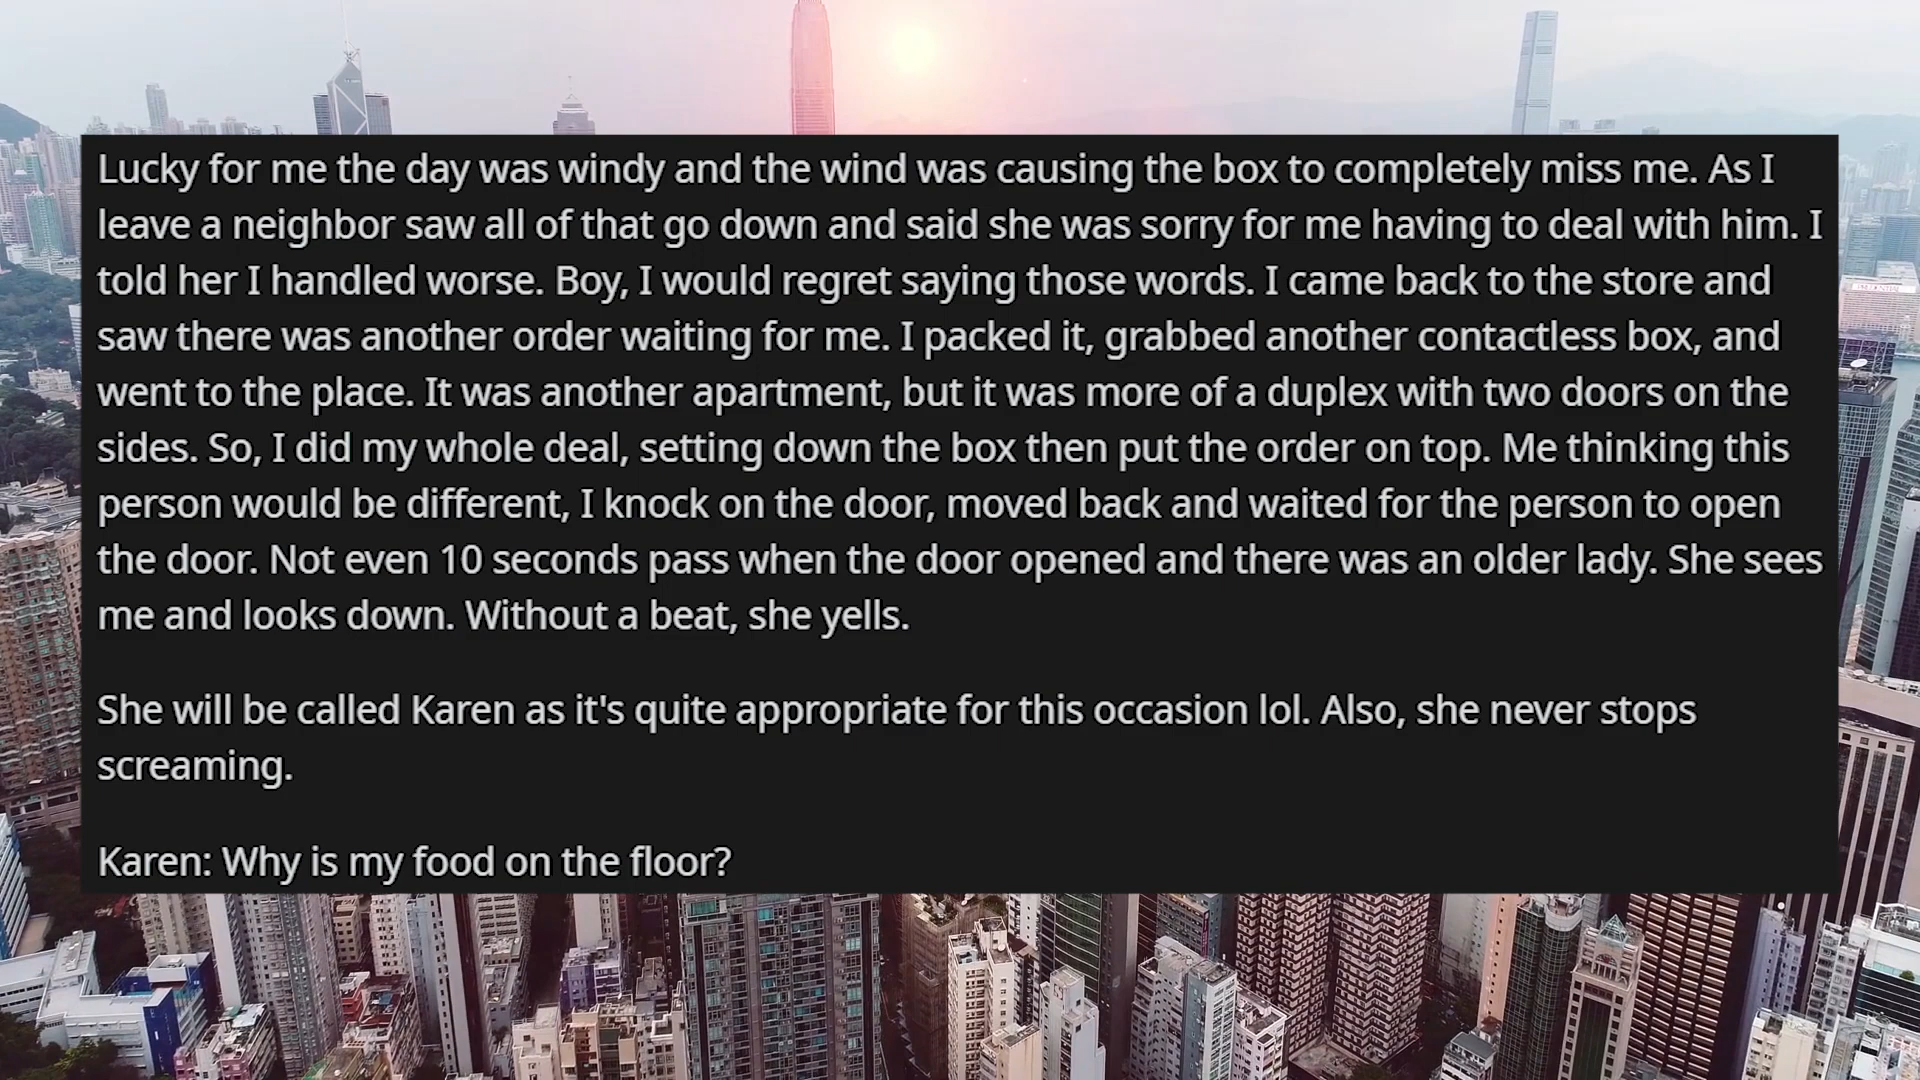 Lucky for me the day was windy and the wind was causing the box to completely miss me. As I
leave a neighbor saw all of that go down and said she was sorry for me having to deal with him. I
told her I handled worse. Boy, I would regret saying those words. I came back to the store and
saw there was another order waiting for me. I packed it, grabbed another contactless box, and
went to the place. It was another apartment, but it was more of a duplex with two doors on the
sides. So, I did my whole deal, setting down the box then put the order on top. Me thinking this
person would be different, I knock on the door, moved back and waited for the person to open
the door. Not even 10 seconds pass when the door opened and there was an older lady. She sees
me and looks down. Without a beat, she yells.
She will be called Karen as it's quite appropriate for this occasion lol. Also, she never stops
screaming.
Karen: Why is my food on the floor?